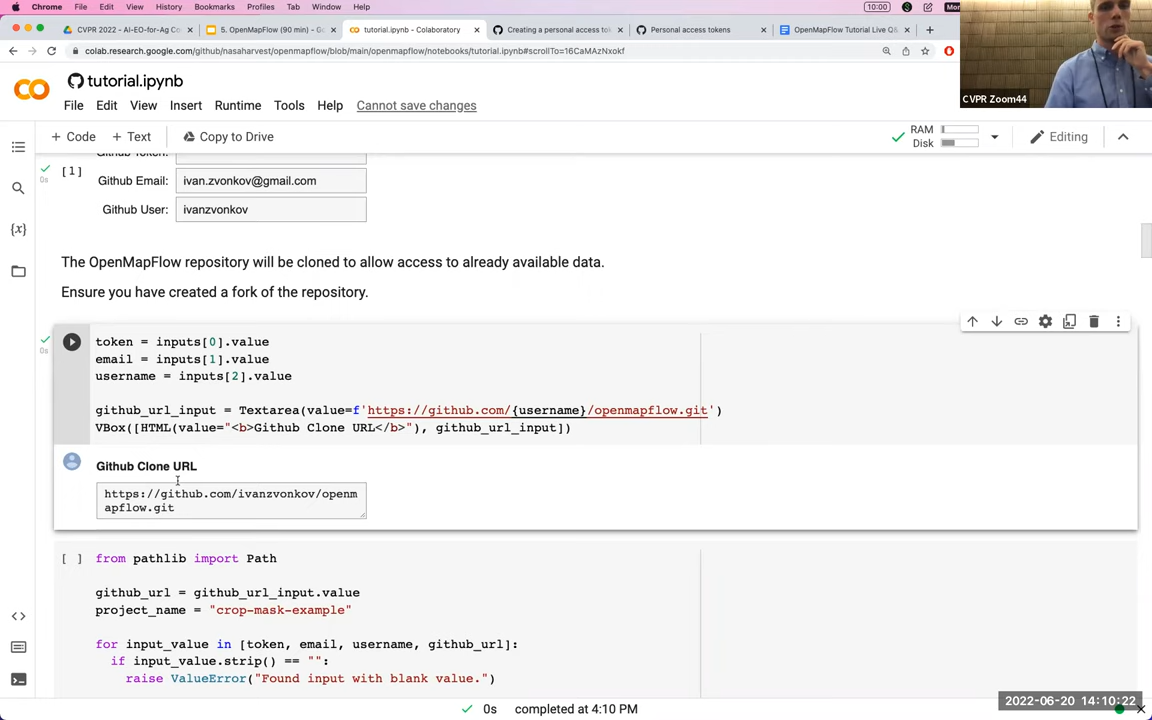 Chrome File Edit View History Bookmarks Profiles Tab Window Help 10:00
CVPR 2022 - AI-EO-for-Ag Co × 5. OpenMapFlow (90 min) - Go × tutorial.ipynb - Colaboratory × Creating a personal access tok × Personal access tokens × OpenMapFlow Tutorial Live Q& × +
colab.research.google.com/github/nasaharvest/openmapflow/blob/main/openmapflow/notebooks/tutorial.ipynb#scrollTo=16CaMAzNxokf
CVPR Zoom44
tutorial.ipynb
File Edit View Insert Runtime Tools Help Cannot save changes
+ Code + Text Copy to Drive RAM Disk Editing
Github Token:
[1] Github Email: ivan.zvonkov@gmail.com
0s
Github User: ivanzvonkov
The OpenMapFlow repository will be cloned to allow access to already available data.
Ensure you have created a fork of the repository.
token = inputs[0].value
0s
email = inputs[1].value
username = inputs[2].value
github_url_input = Textarea(value=f'https://github.com/{username}/openmapflow.git')
VBox([HTML(value="<b>Github Clone URL</b>"), github_url_input])
Github Clone URL
https://github.com/ivanzvonkov/openm
apflow.git
[ ] from pathlib import Path
github_url = github_url_input.value
project_name = "crop-mask-example"
for input_value in [token, email, username, github_url]:
if input_value.strip() == "":
raise ValueError("Found input with blank value.")
0s completed at 4:10 PM
2022-06-20 14:10:22